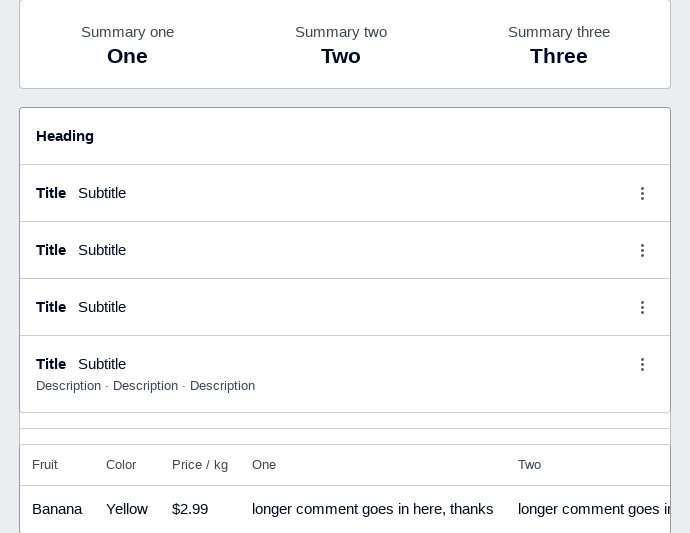 Summary one Summary two Summary three
One Two Three
Heading
Title Subtitle
Title Subtitle
Title Subtitle
Title Subtitle
Description · Description · Description
Fruit Color Price / kg One Two
Banana Yellow $2.99 longer comment goes in here, thanks longer comment goes